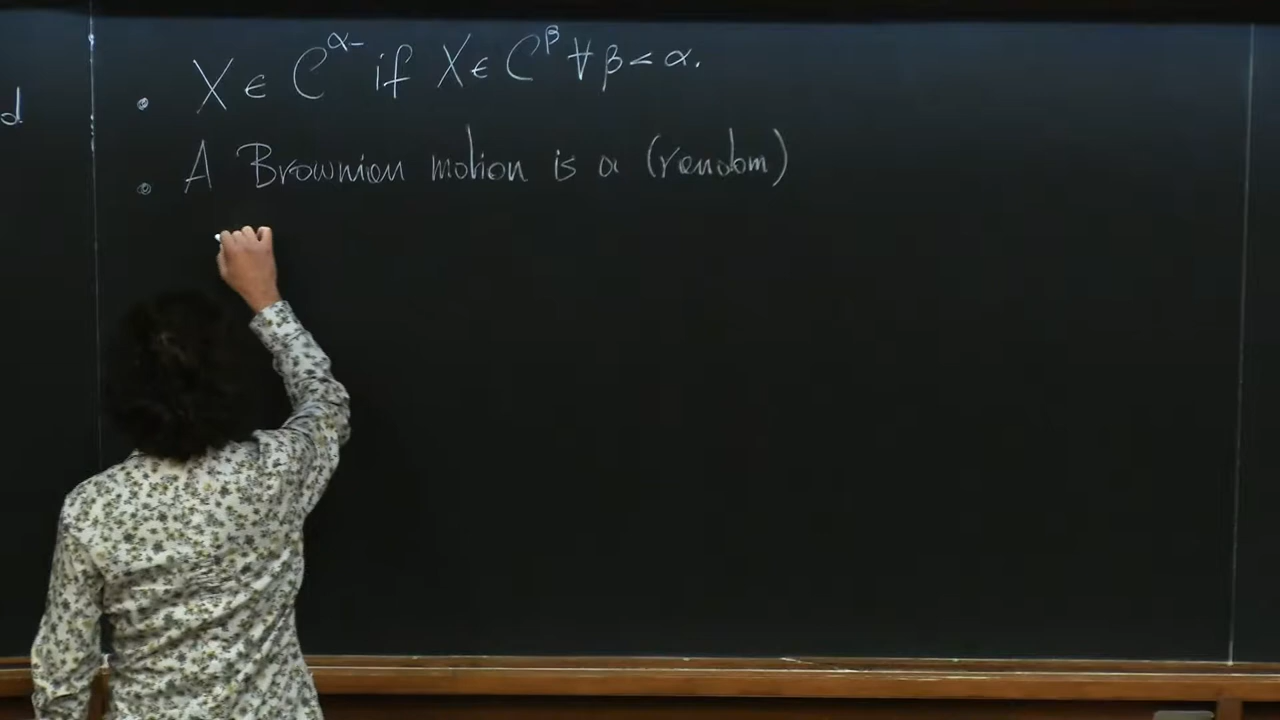 • X ∈ C^{α-} if X ∈ C^β ∀ β < α.
d
• A Brownian motion is a (random)